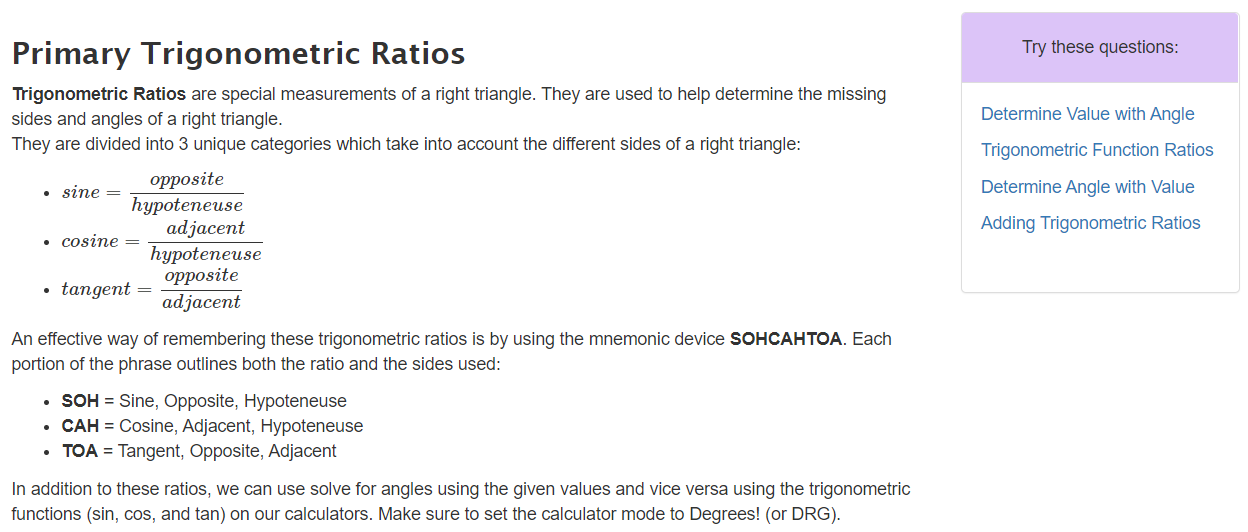 Primary Trigonometric Ratios
Trigonometric Ratios are special measurements of a right triangle. They are used to help determine the missing
sides and angles of a right triangle.
They are divided into 3 unique categories which take into account the different sides of a right triangle:
• sine = opposite / hypoteneuse
• cosine = adjacent / hypoteneuse
• tangent = opposite / adjacent
An effective way of remembering these trigonometric ratios is by using the mnemonic device SOHCAHTOA. Each
portion of the phrase outlines both the ratio and the sides used:
• SOH = Sine, Opposite, Hypoteneuse
• CAH = Cosine, Adjacent, Hypoteneuse
• TOA = Tangent, Opposite, Adjacent
In addition to these ratios, we can use solve for angles using the given values and vice versa using the trigonometric
functions (sin, cos, and tan) on our calculators. Make sure to set the calculator mode to Degrees! (or DRG).
Try these questions:
Determine Value with Angle
Trigonometric Function Ratios
Determine Angle with Value
Adding Trigonometric Ratios